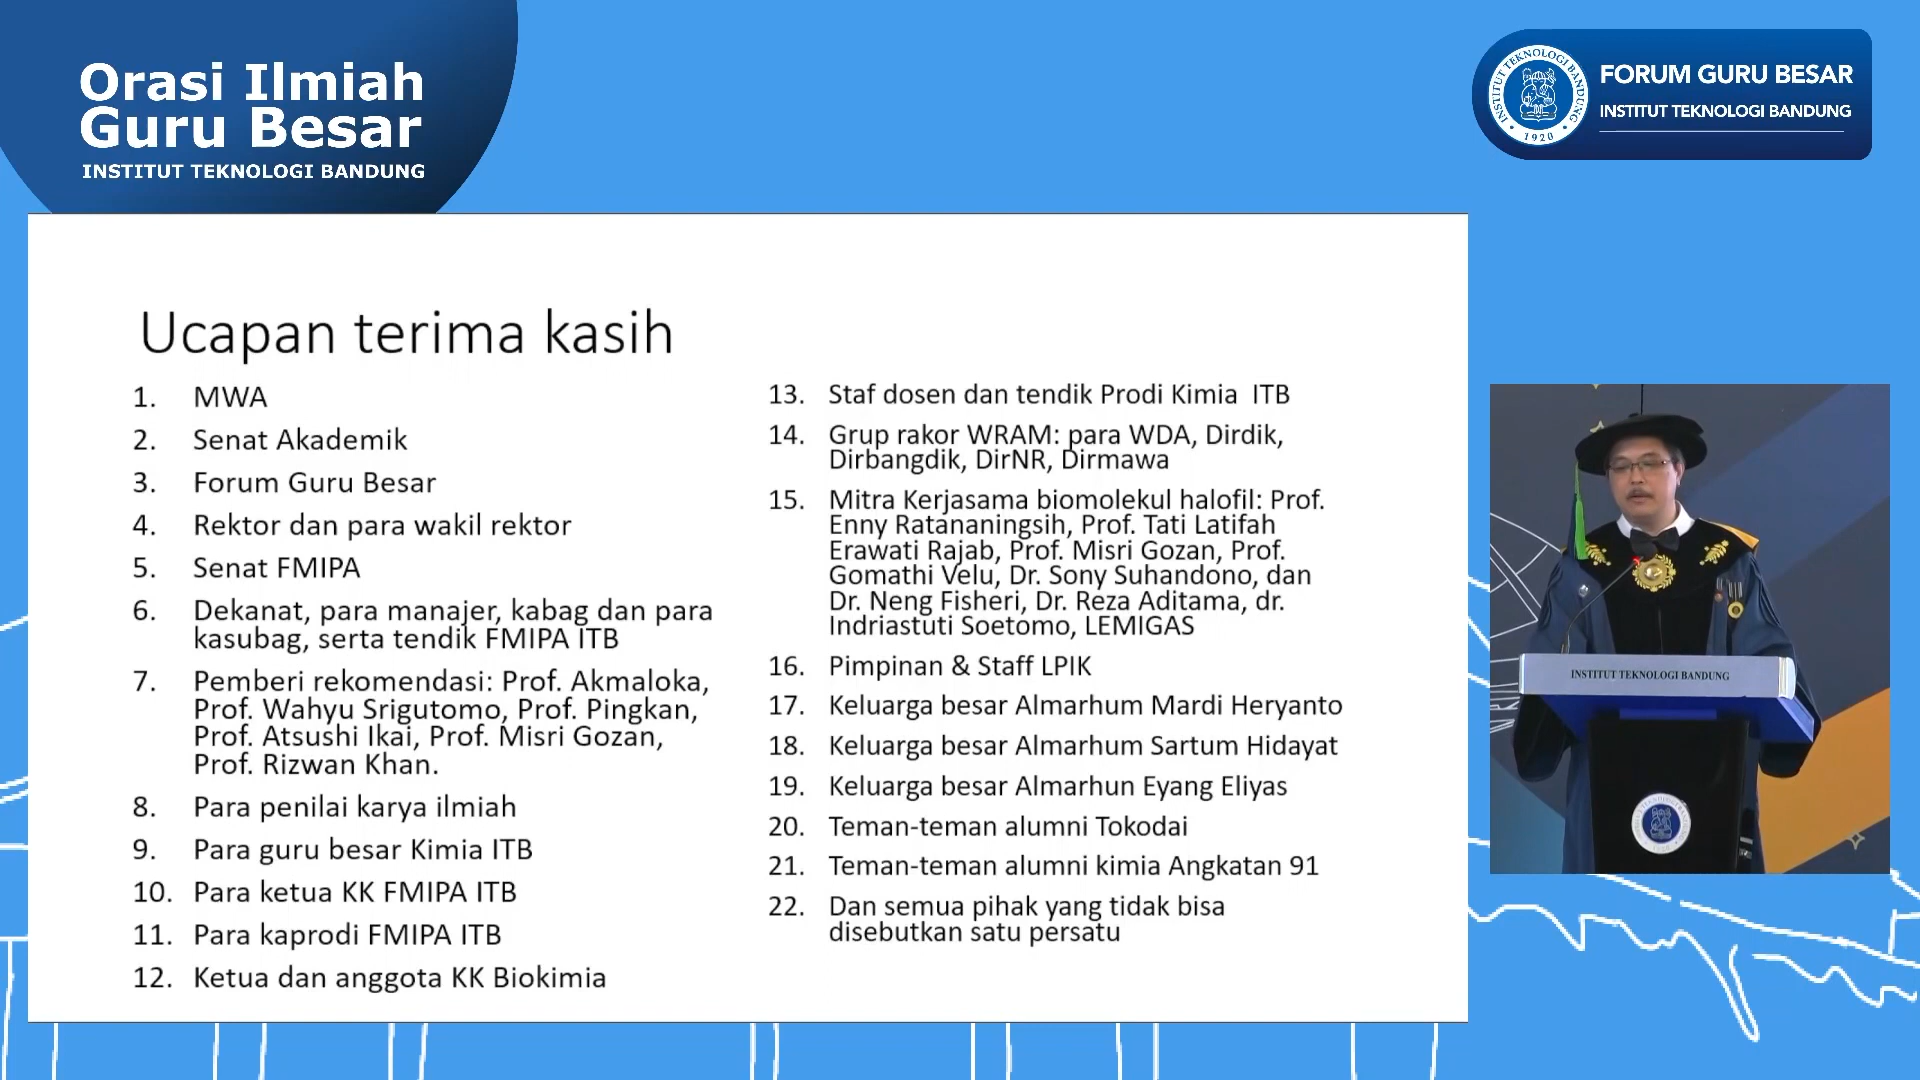 Orasi Ilmiah
Guru Besar
INSTITUT TEKNOLOGI BANDUNG
INSTITUT TEKNOLOGI BANDUNG
1920
FORUM GURU BESAR
INSTITUT TEKNOLOGI BANDUNG
Ucapan terima kasih
1. MWA
2. Senat Akademik
3. Forum Guru Besar
4. Rektor dan para wakil rektor
5. Senat FMIPA
6. Dekanat, para manajer, kabag dan para
kasubag, serta tendik FMIPA ITB
7. Pemberi rekomendasi: Prof. Akmaloka,
Prof. Wahyu Srigutomo, Prof. Pingkan,
Prof. Atsushi Ikai, Prof. Misri Gozan,
Prof. Rizwan Khan.
8. Para penilai karya ilmiah
9. Para guru besar Kimia ITB
10. Para ketua KK FMIPA ITB
11. Para kaprodi FMIPA ITB
12. Ketua dan anggota KK Biokimia
13. Staf dosen dan tendik Prodi Kimia ITB
14. Grup rakor WRAM: para WDA, Dirdik,
Dirbangdik, DirNR, Dirmawa
15. Mitra Kerjasama biomolekul halofil: Prof.
Enny Ratananingsih, Prof. Tati Latifah
Erawati Rajab, Prof. Misri Gozan, Prof.
Gomathi Velu, Dr. Sony Suhandono, dan
Dr. Neng Fisheri, Dr. Reza Aditama, dr.
Indriastuti Soetomo, LEMIGAS
16. Pimpinan & Staff LPIK
17. Keluarga besar Almarhum Mardi Heryanto
18. Keluarga besar Almarhum Sartum Hidayat
19. Keluarga besar Almarhun Eyang Eliyas
20. Teman-teman alumni Tokodai
21. Teman-teman alumni kimia Angkatan 91
22. Dan semua pihak yang tidak bisa
disebutkan satu persatu
INSTITUT TEKNOLOGI BANDUNG